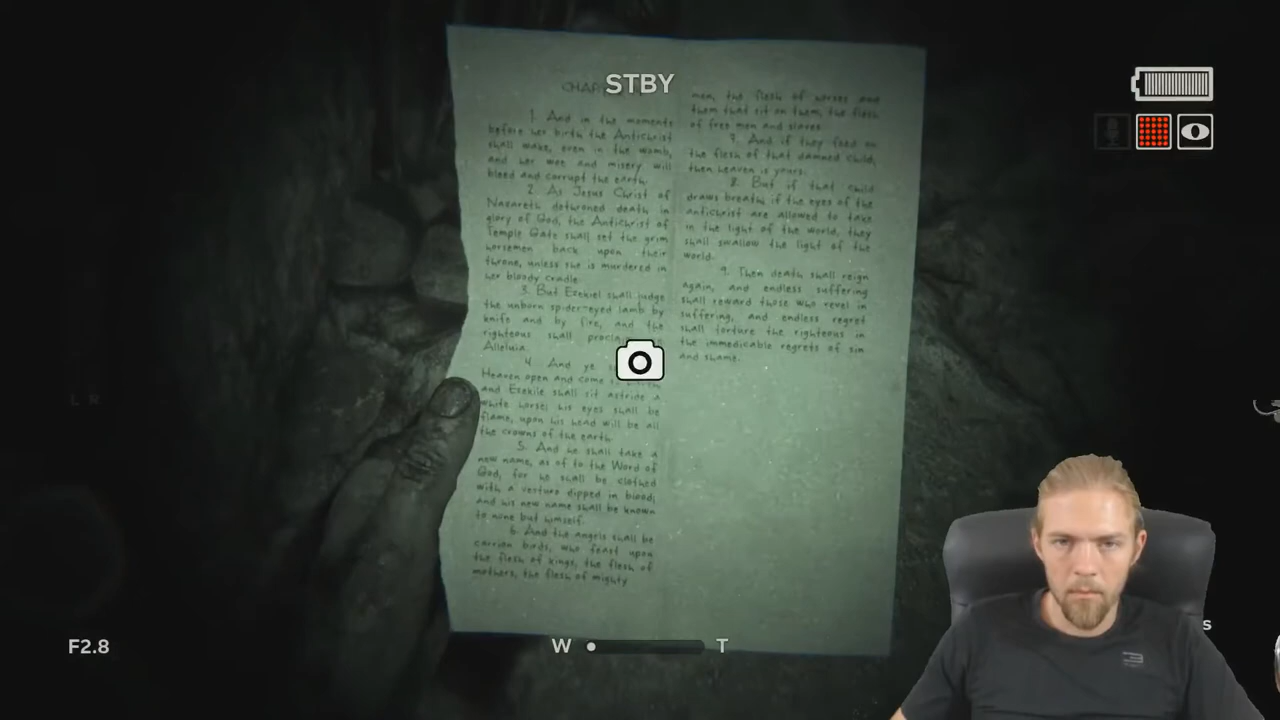 STBY
CHAP
1. And in the moments
before her birth the Antichrist
shall wake, even in the womb,
and her woe and misery will
bleed and corrupt the earth.
2. As Jesus Christ of
Nazareth dethroned death in
glory of God, the Antichrist of
Temple Gate shall set the grim
horsemen back upon their
throne, unless she is murdered in
her bloody cradle.
3. But Ezekiel shall judge
the unborn spider-eyed lamb by
knife and by fire, and the
righteous shall
Alleluia.
4 And ye
Heaven open and come
and Ezekile shall sit astride a
white horse; his eyes shall be
flame, upon his head will be all
the crowns of the earth.
5. And he shall take a
new name, as of to the Word of
God, for he shall be clothed
with a vesture dipped in blood;
and his new name shall be known
to none but himself.
6. And the angels shall be
carrion birds, who feast upon
the flesh of kings, the flesh of
mothers, the flesh of mighty
men, the flesh of horses and
them that sit on them, the flesh
of free men and slaves.
7. And if they feed on
the flesh of that damned child,
then heaven is yours.
8. But if that child
draws breath, if the eyes of the
antichrist are allowed to take
in the light of the world, they
shall swallow the light of the
world.
9. Then death shall reign
again, and endless suffering
shall reward those who revel in
suffering, and endless regret
shall torture the righteous in
the immedicable regrets of sin
and shame.
L R
F2.8
W T
s